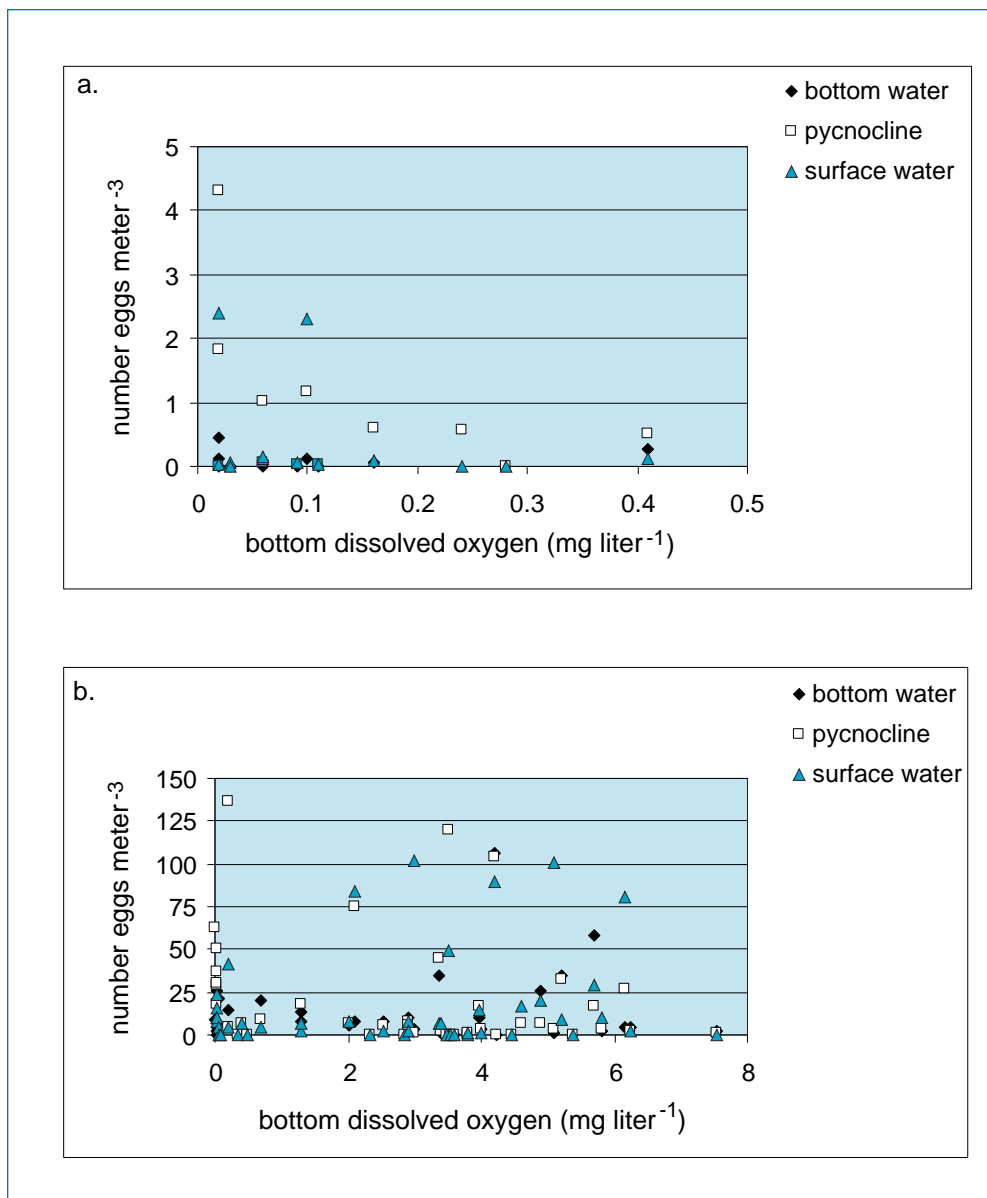 a.
bottom water
pycnocline
surface water
5
4
3
2
1
0
number eggs meter-3
0 0.1 0.2 0.3 0.4 0.5
bottom dissolved oxygen (mg liter-1)
b.
bottom water
pycnocline
surface water
150
125
100
75
50
25
0
number eggs meter-3
0 2 4 6 8
bottom dissolved oxygen (mg liter-1)